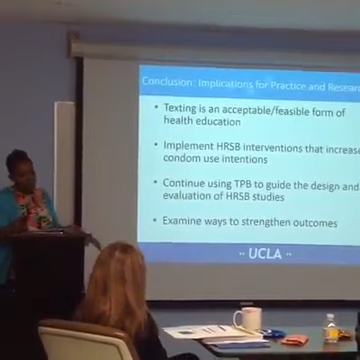 Conclusion: Implications for Practice and Resear
• Texting is an acceptable/feasible form of
health education
• Implement HRSB interventions that increase
condom use intentions
• Continue using TPB to guide the design and
evaluation of HRSB studies
• Examine ways to strengthen outcomes
•• UCLA ••